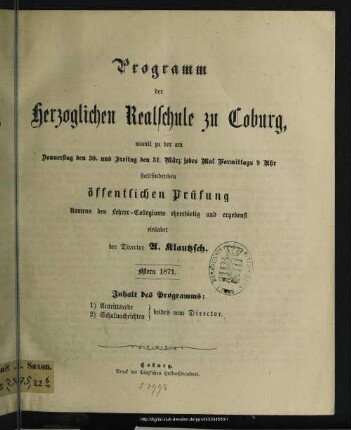 Programm
der
Herzoglichen Realschule zu Coburg,
womit zu der am
Donnerstag den 30. und Freitag den 31. März jedes Mal Vormittags 9 Uhr
stattfindenden
öffentlichen Prüfung
Namens des Lehrer-Collegiums ehrerbietig und ergebenst
einladet
der Director A. Klautzsch.
Ostern 1871.
Inhalt des Programms:
1) Antrittsrede
2) Schulnachrichten } beides vom Director.
Coburg,
Druck der Dietz'schen Hofbuchdruckerei.
Saxon.